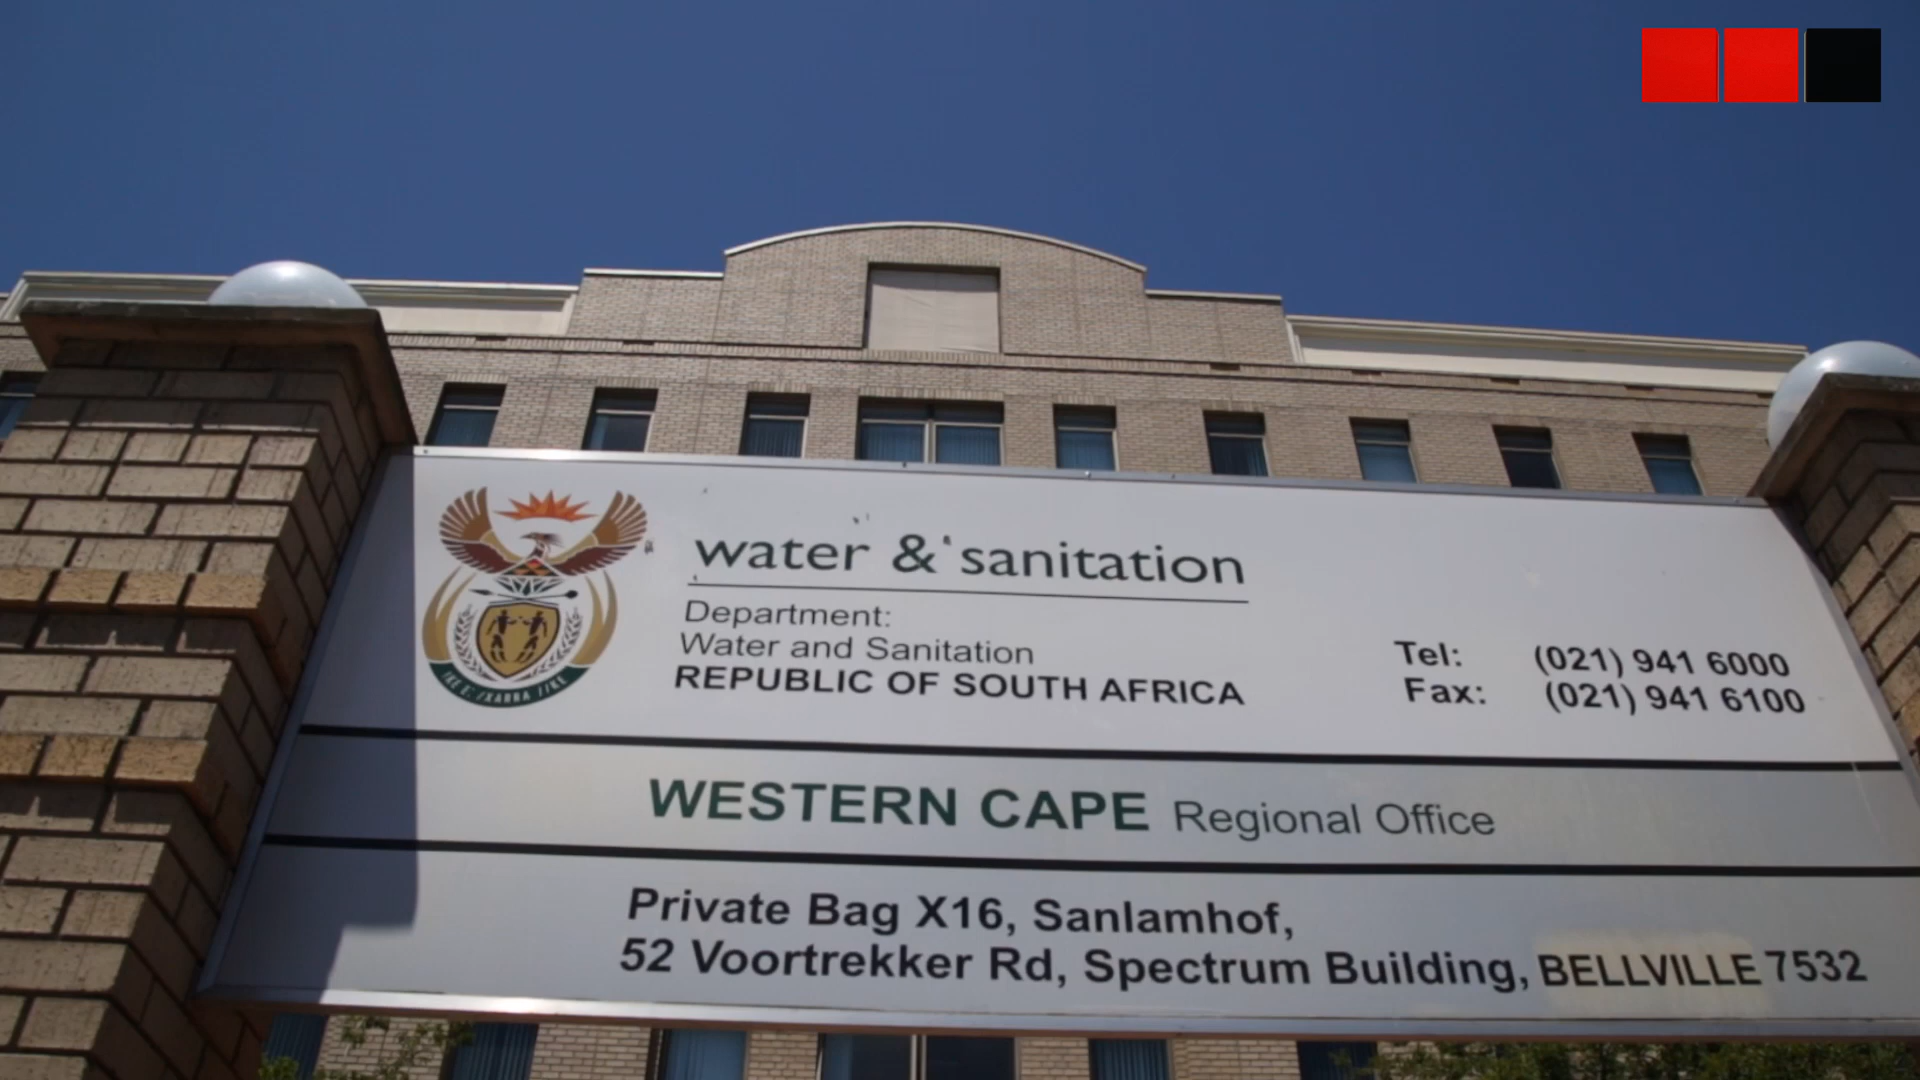 water & sanitation
Department:
Water and Sanitation
REPUBLIC OF SOUTH AFRICA
Tel: (021) 941 6000
Fax: (021) 941 6100
WESTERN CAPE Regional Office
Private Bag X16, Sanlamhof,
52 Voortrekker Rd, Spectrum Building, BELLVILLE 7532